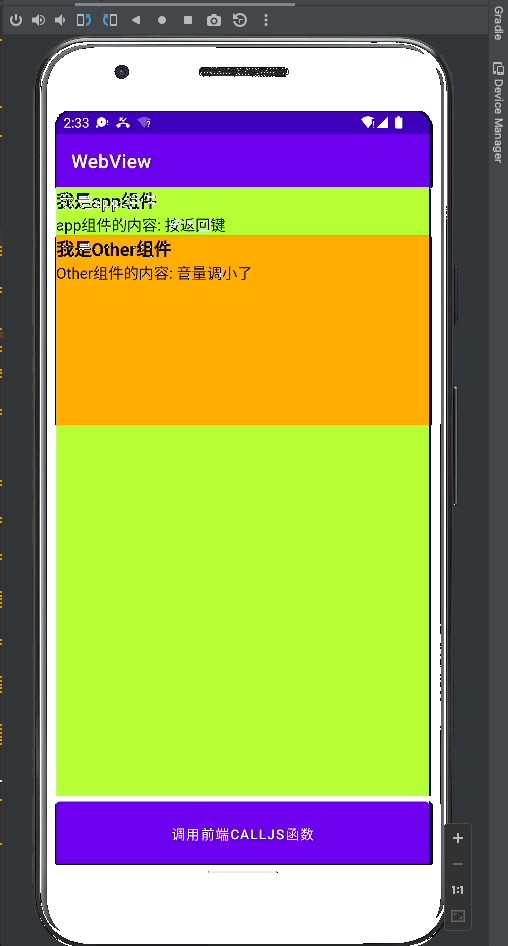 Gradle
Device Manager
2:33
WebView
我是app组件
app组件的内容: 按返回键
我是Other组件
Other组件的内容: 音量调小了
调用前端CALLJS函数
1:1